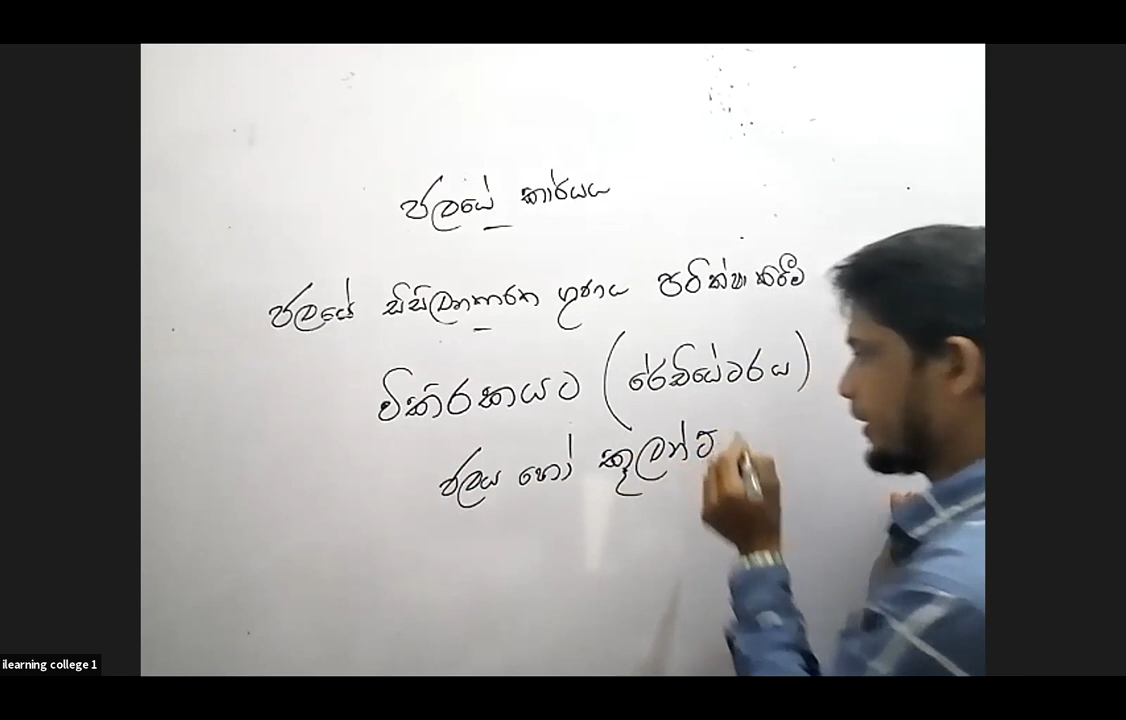 ජලයේ කාර්යය
ජලයේ සිසිලනකාරක ගුණය පරික්ෂා කිරීම
විකිරකයට (රේඩියේටරය)
ජලය හෝ කූලන්ට්
ilearning college 1